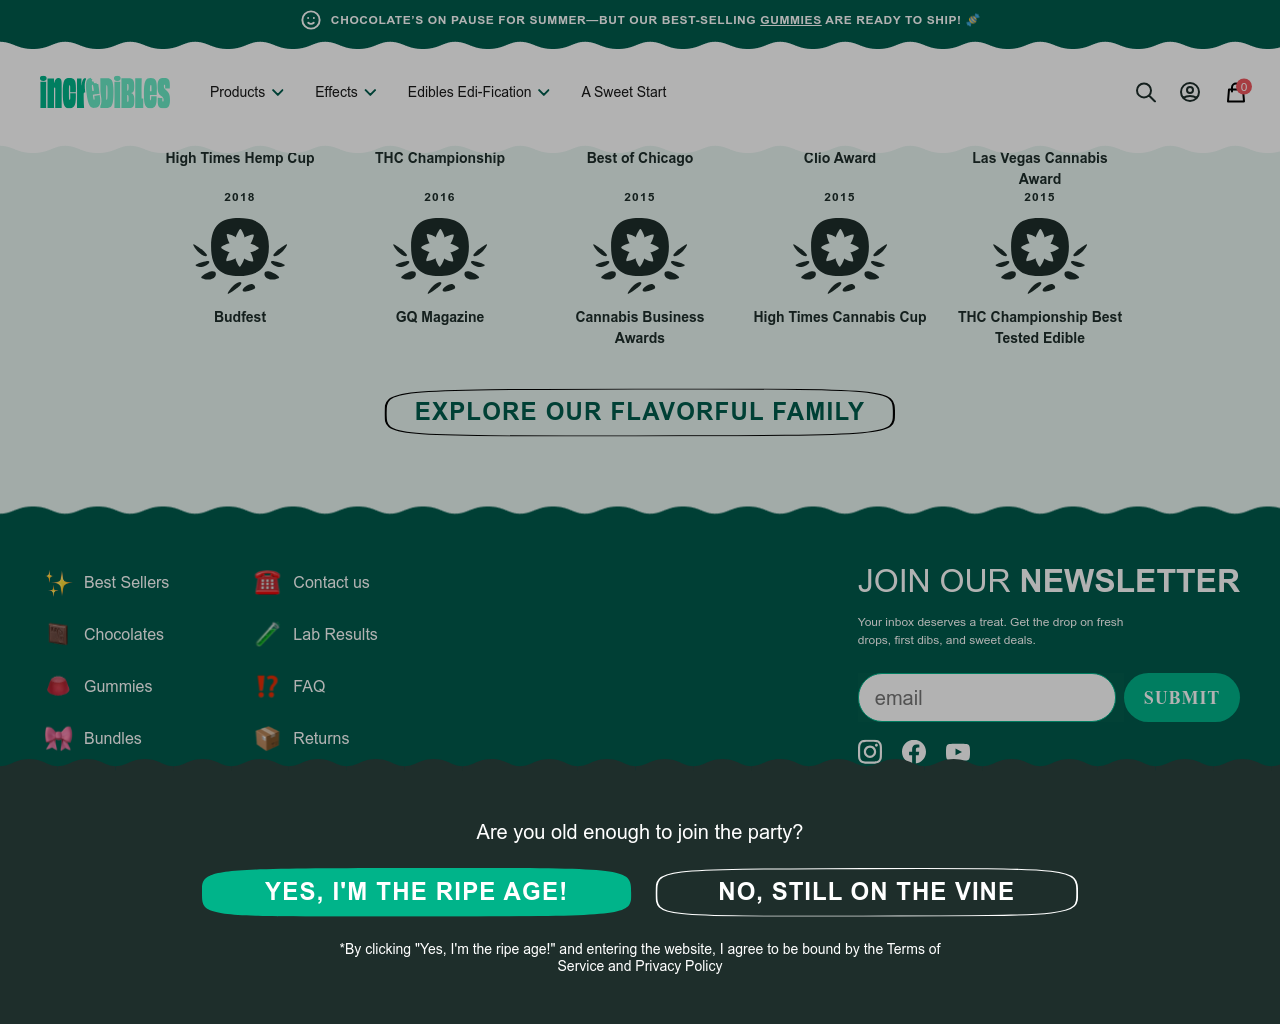 CHOCOLATE'S ON PAUSE FOR SUMMER—BUT OUR BEST-SELLING GUMMIES ARE READY TO SHIP!
incredibles
Products
Effects
Edibles Edi-Fication
A Sweet Start
0
High Times Hemp Cup
THC Championship
Best of Chicago
Clio Award
Las Vegas Cannabis
Award
2018
2016
2015
2015
2015
Budfest
GQ Magazine
Cannabis Business
Awards
High Times Cannabis Cup
THC Championship Best
Tested Edible
EXPLORE OUR FLAVORFUL FAMILY
Best Sellers
Chocolates
Gummies
Bundles
Contact us
Lab Results
FAQ
Returns
JOIN OUR NEWSLETTER
Your inbox deserves a treat. Get the drop on fresh
drops, first dibs, and sweet deals.
email
SUBMIT
Are you old enough to join the party?
YES, I'M THE RIPE AGE!
NO, STILL ON THE VINE
*By clicking "Yes, I'm the ripe age!" and entering the website, I agree to be bound by the Terms of
Service and Privacy Policy